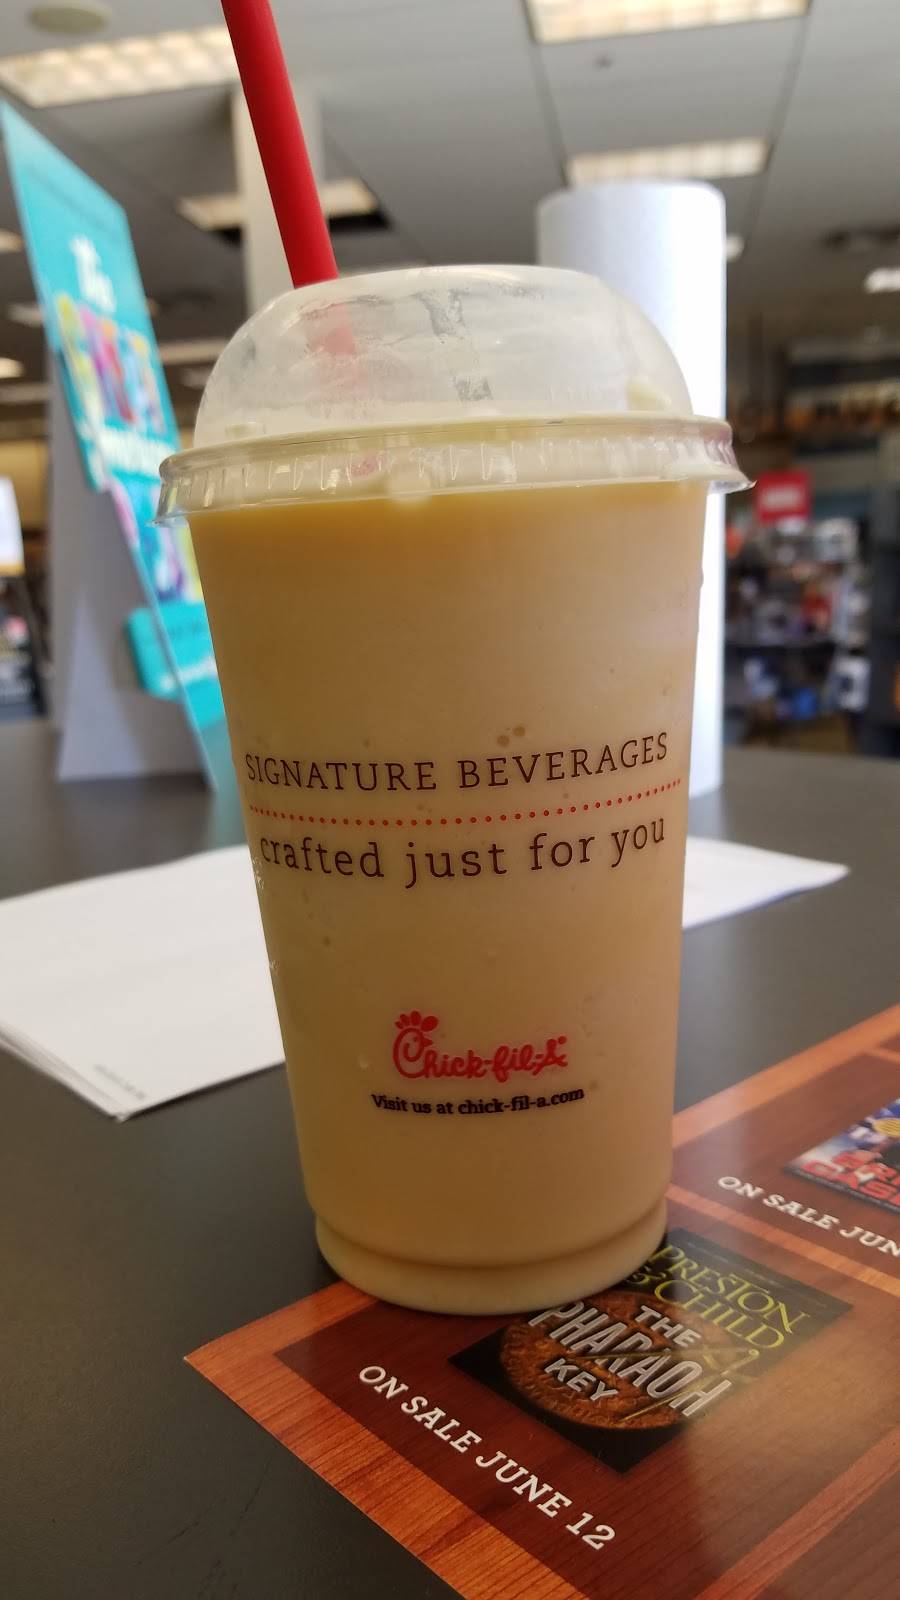 SIGNATURE BEVERAGES
crafted just for you
Chick-fil-A
Visit us at chick-fil-a.com
ON SALE JUN
PRESTON
& CHILD
THE
PHARAOH
KEY
ON SALE JUNE 12